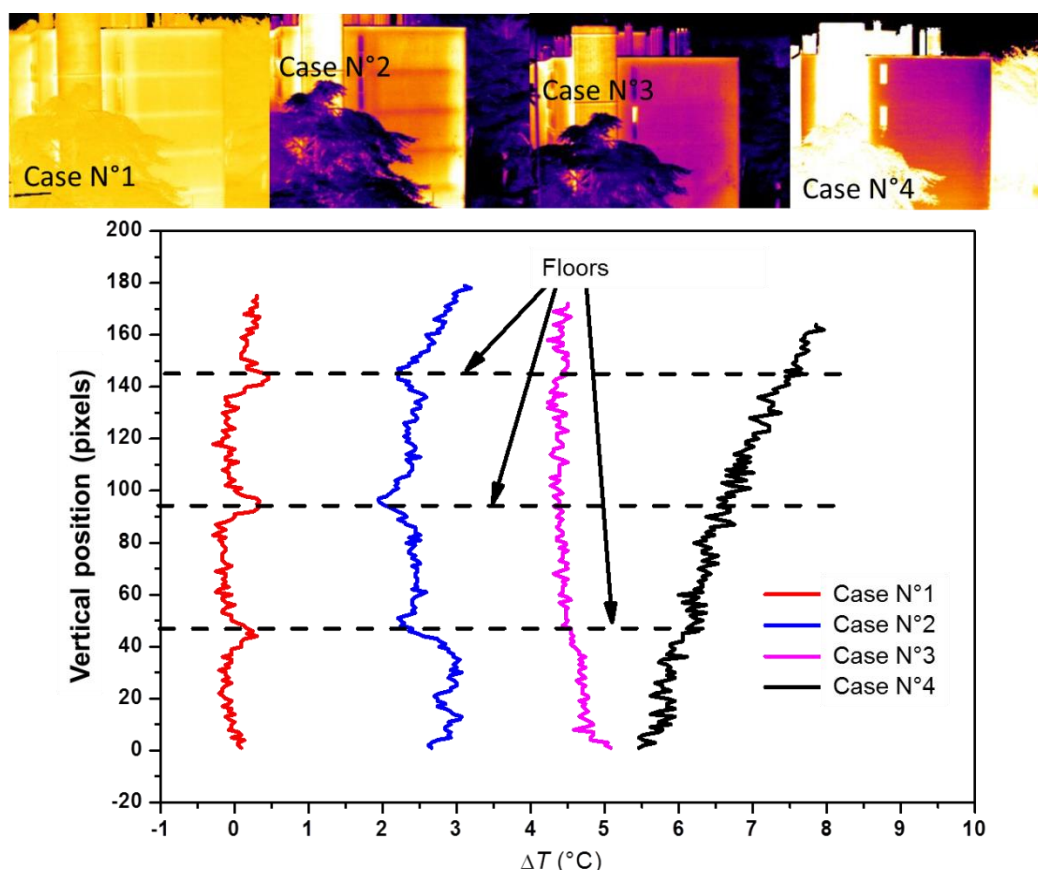 Case N°1
Case N°2
Case N°3
Case N°4
Floors
Vertical position (pixels)
200
180
160
140
120
100
80
60
40
20
0
-20
-1 0 1 2 3 4 5 6 7 8 9 10
ΔT (°C)
Case N°1
Case N°2
Case N°3
Case N°4